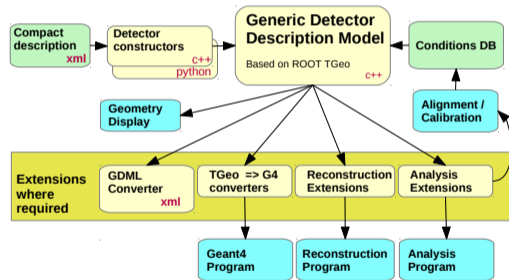 Compact
description
xml
Detector
constructors
c++
python
Generic Detector
Description Model
Based on ROOT TGeo
c++
Conditions DB
Geometry
Display
Alignment /
Calibration
Extensions
where
required
GDML
Converter
xml
TGeo => G4
converters
Reconstruction
Extensions
Analysis
Extensions
Geant4
Program
Reconstruction
Program
Analysis
Program